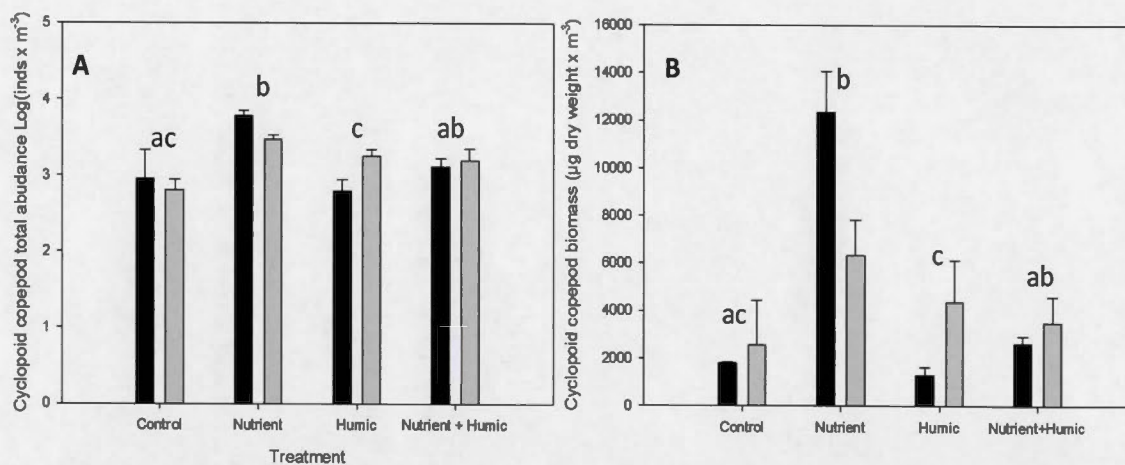 Cyclopoid copepod total abudance Log(inds x m⁻³)
5
4
3
2
1
0
A
ac
b
c
ab
Control
Nutrient
Humic
Nutrient + Humic
Treatment
Cyclopoid copepod biomass (µg dry weight x m⁻³)
16000
14000
12000
10000
8000
6000
4000
2000
0
B
ac
b
c
ab
Control
Nutrient
Humic
Nutrient+Humic